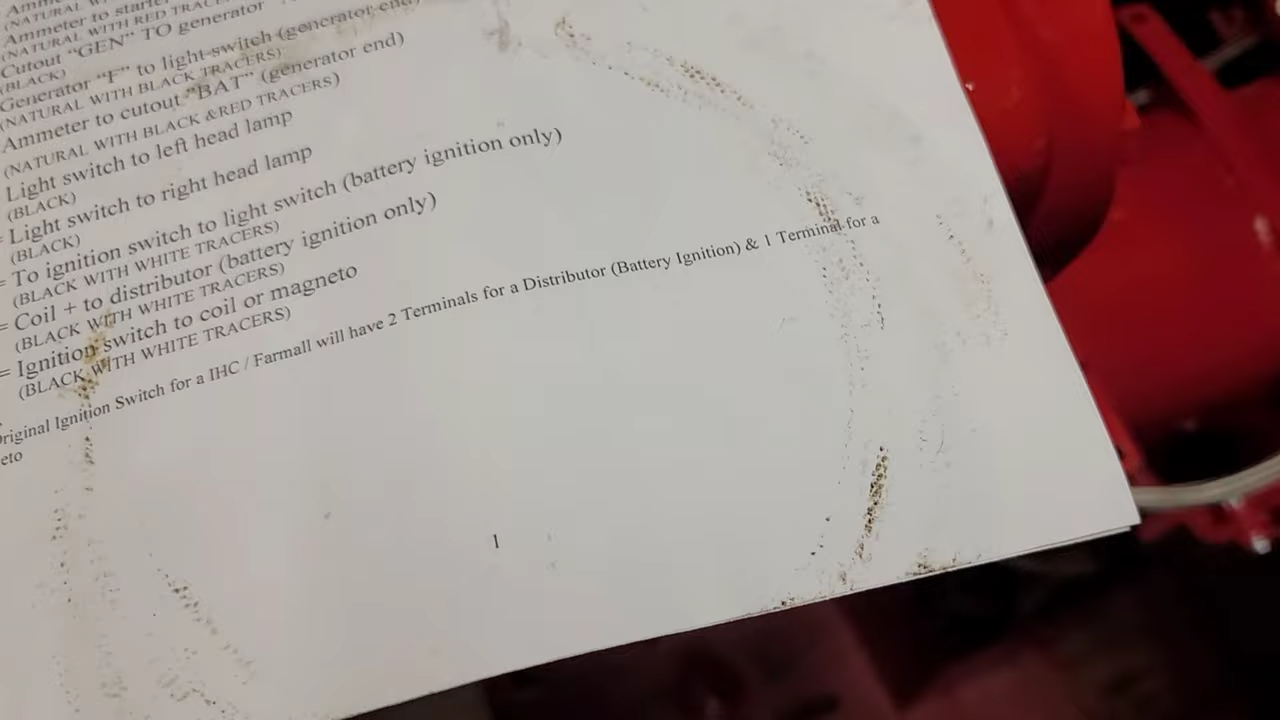 Ammeter to starter
(NATURAL WITH RED TRACERS)
Cutout "GEN" TO generator
(BLACK)
Generator "F" to light switch (generator end)
(NATURAL WITH BLACK TRACERS)
Ammeter to cutout "BAT" (generator end)
(NATURAL WITH BLACK &RED TRACERS)
Light switch to left head lamp
(BLACK)
= Light switch to right head lamp
(BLACK)
= To ignition switch to light switch (battery ignition only)
(BLACK WITH WHITE TRACERS)
= Coil + to distributor (battery ignition only)
(BLACK WITH WHITE TRACERS)
= Ignition switch to coil or magneto
(BLACK WITH WHITE TRACERS)
riginal Ignition Switch for a IHC / Farmall will have 2 Terminals for a Distributor (Battery Ignition) & 1 Terminal for a
eto
1